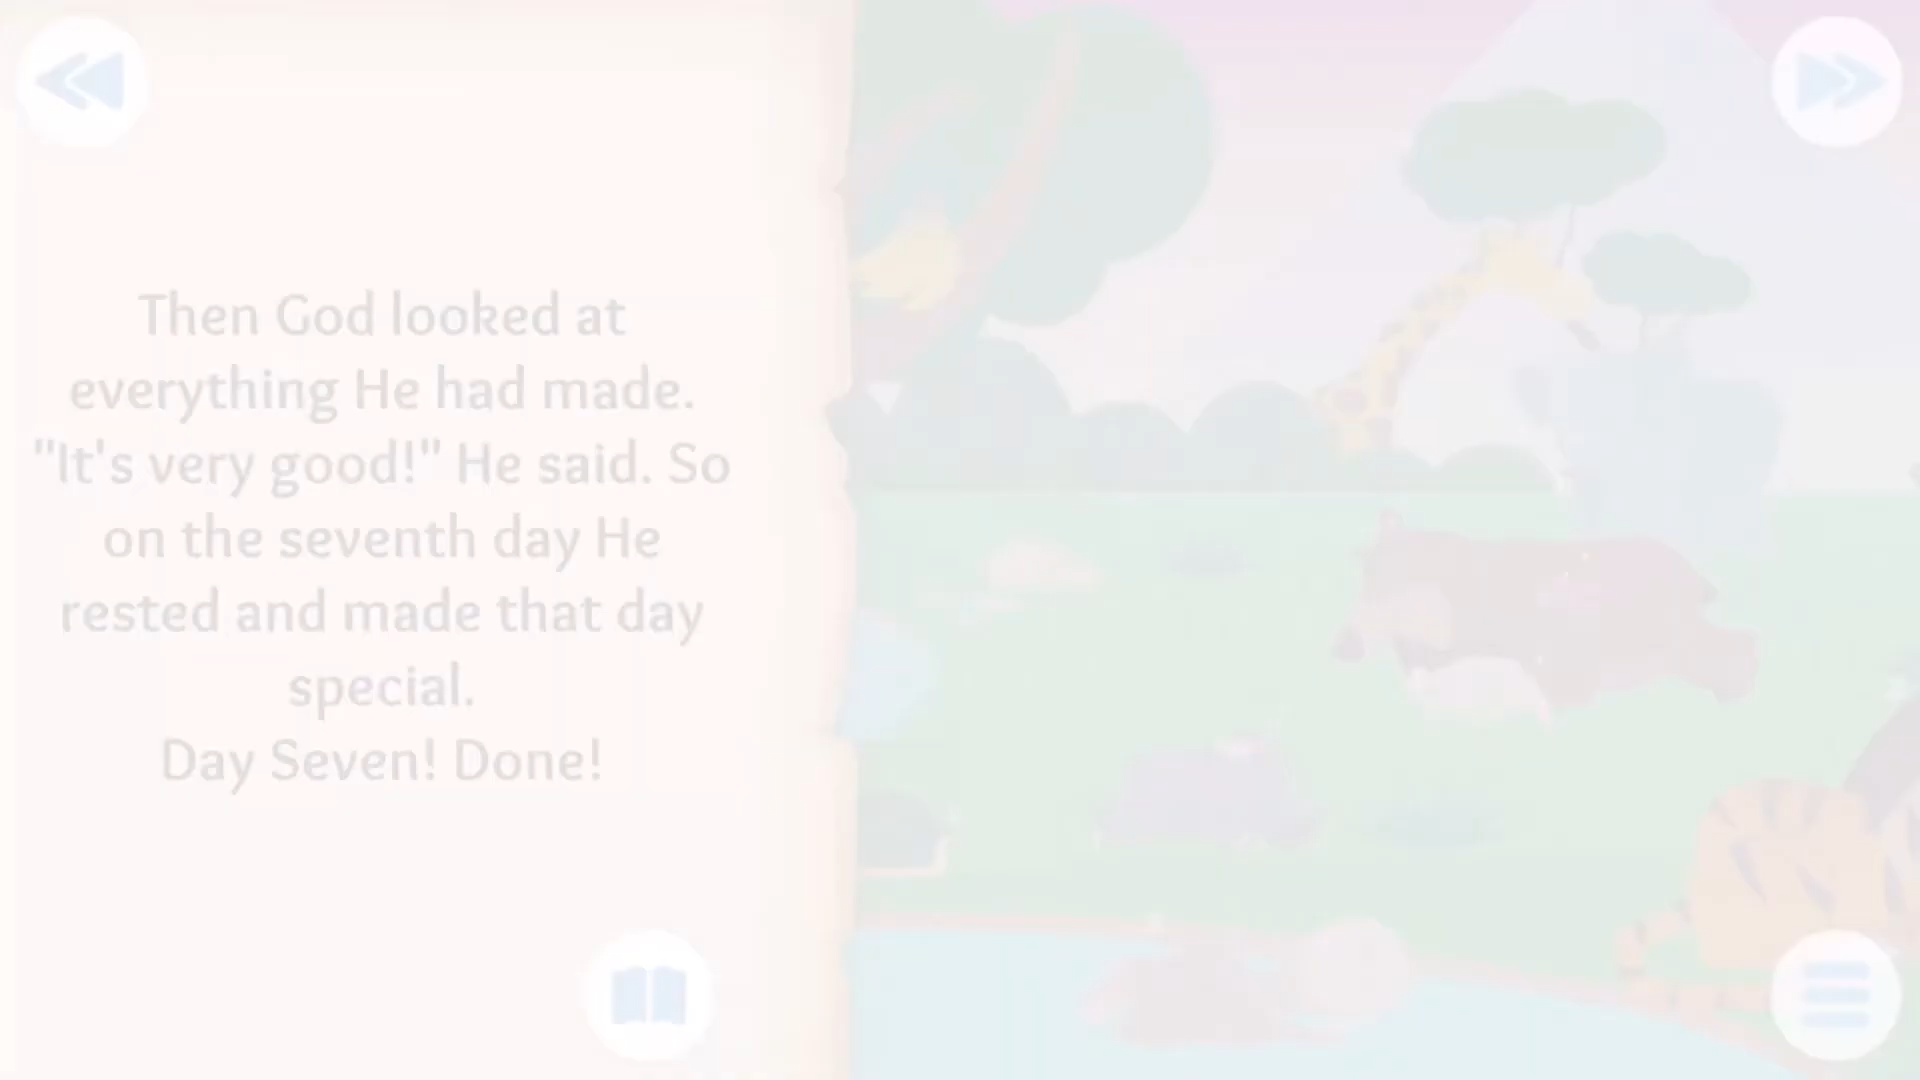 Then God looked at
everything He had made.
"It's very good!" He said. So
on the seventh day He
rested and made that day
special.
Day Seven! Done!